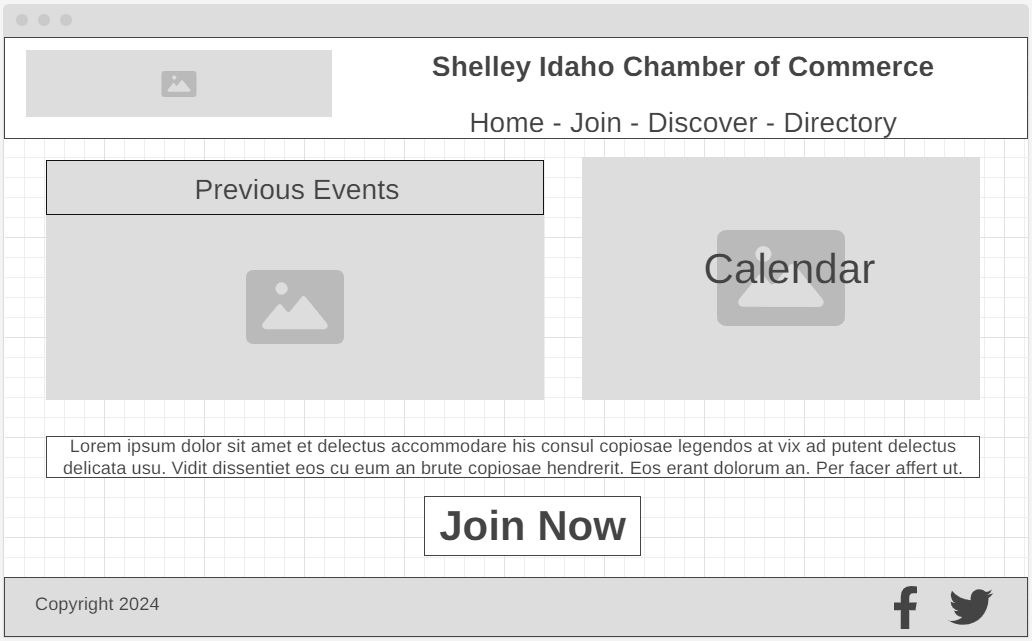 Shelley Idaho Chamber of Commerce
Home - Join - Discover - Directory
Previous Events
Calendar
Lorem ipsum dolor sit amet et delectus accommodare his consul copiosae legendos at vix ad putent delectus
delicata usu. Vidit dissentiet eos cu eum an brute copiosae hendrerit. Eos erant dolorum an. Per facer affert ut.
Join Now
Copyright 2024